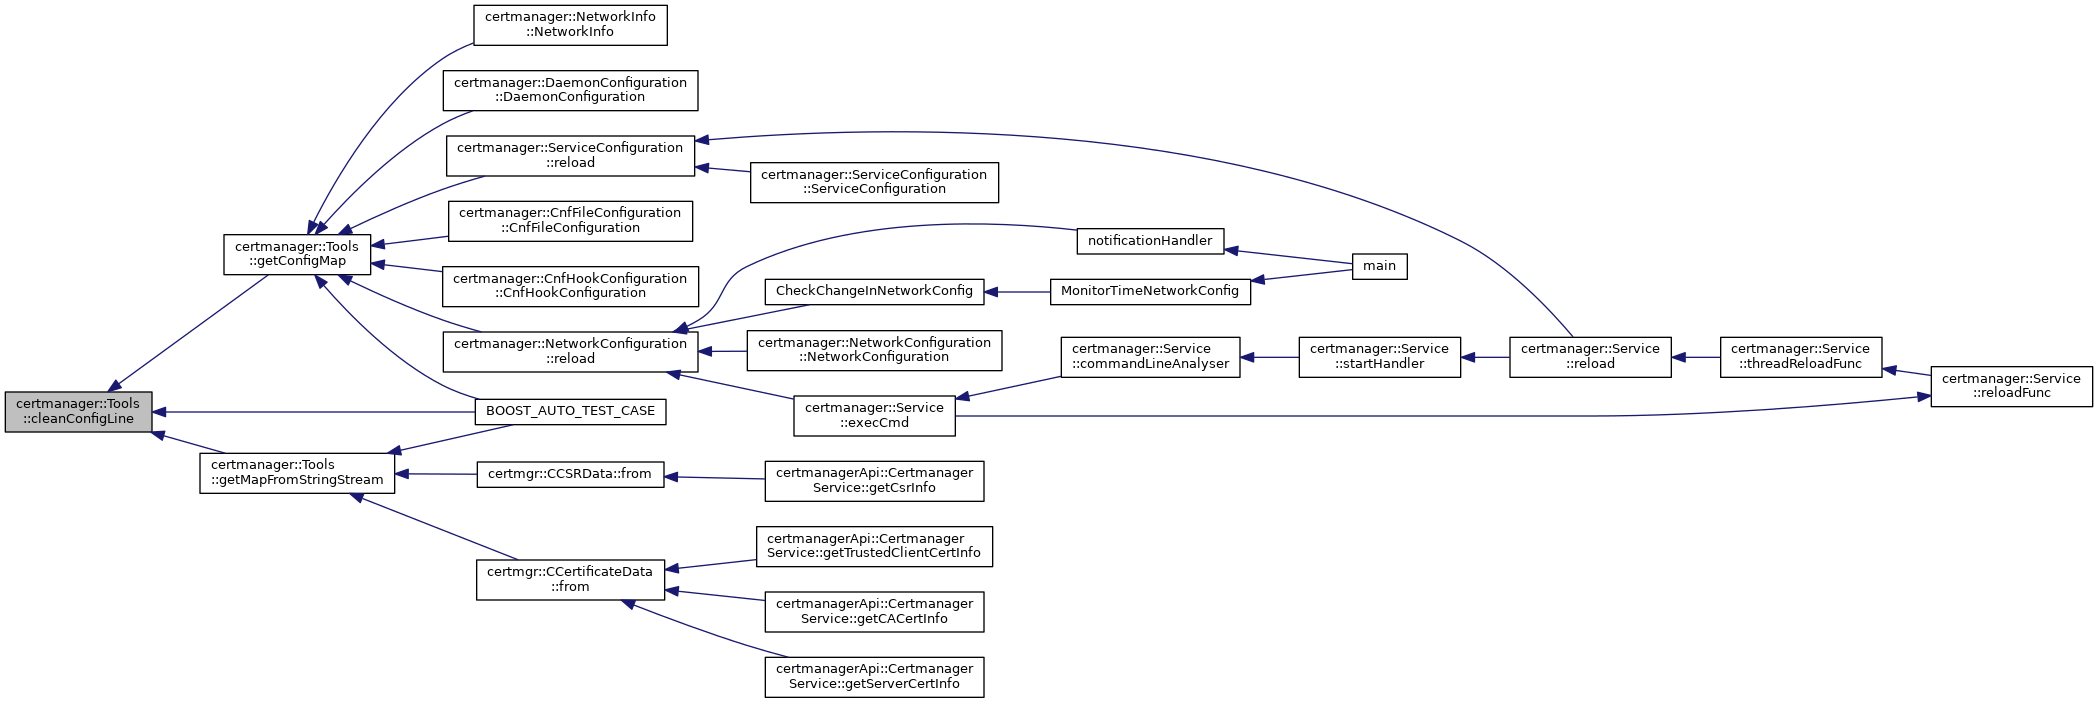 certmanager::NetworkInfo
::NetworkInfo
certmanager::DaemonConfiguration
::DaemonConfiguration
certmanager::ServiceConfiguration
::reload
certmanager::ServiceConfiguration
::ServiceConfiguration
certmanager::CnfFileConfiguration
::CnfFileConfiguration
certmanager::Tools
::getConfigMap
notificationHandler
main
certmanager::CnfHookConfiguration
::CnfHookConfiguration
CheckChangeInNetworkConfig
MonitorTimeNetworkConfig
certmanager::NetworkConfiguration
::reload
certmanager::NetworkConfiguration
::NetworkConfiguration
certmanager::Service
::commandLineAnalyser
certmanager::Service
::startHandler
certmanager::Service
::reload
certmanager::Service
::threadReloadFunc
certmanager::Service
::reloadFunc
certmanager::Tools
::cleanConfigLine
BOOST_AUTO_TEST_CASE
certmanager::Service
::execCmd
certmanager::Tools
::getMapFromStringStream
certmgr::CCSRData::from
certmanagerApi::Certmanager
Service::getCsrInfo
certmanagerApi::Certmanager
Service::getTrustedClientCertInfo
certmgr::CCertificateData
::from
certmanagerApi::Certmanager
Service::getCACertInfo
certmanagerApi::Certmanager
Service::getServerCertInfo